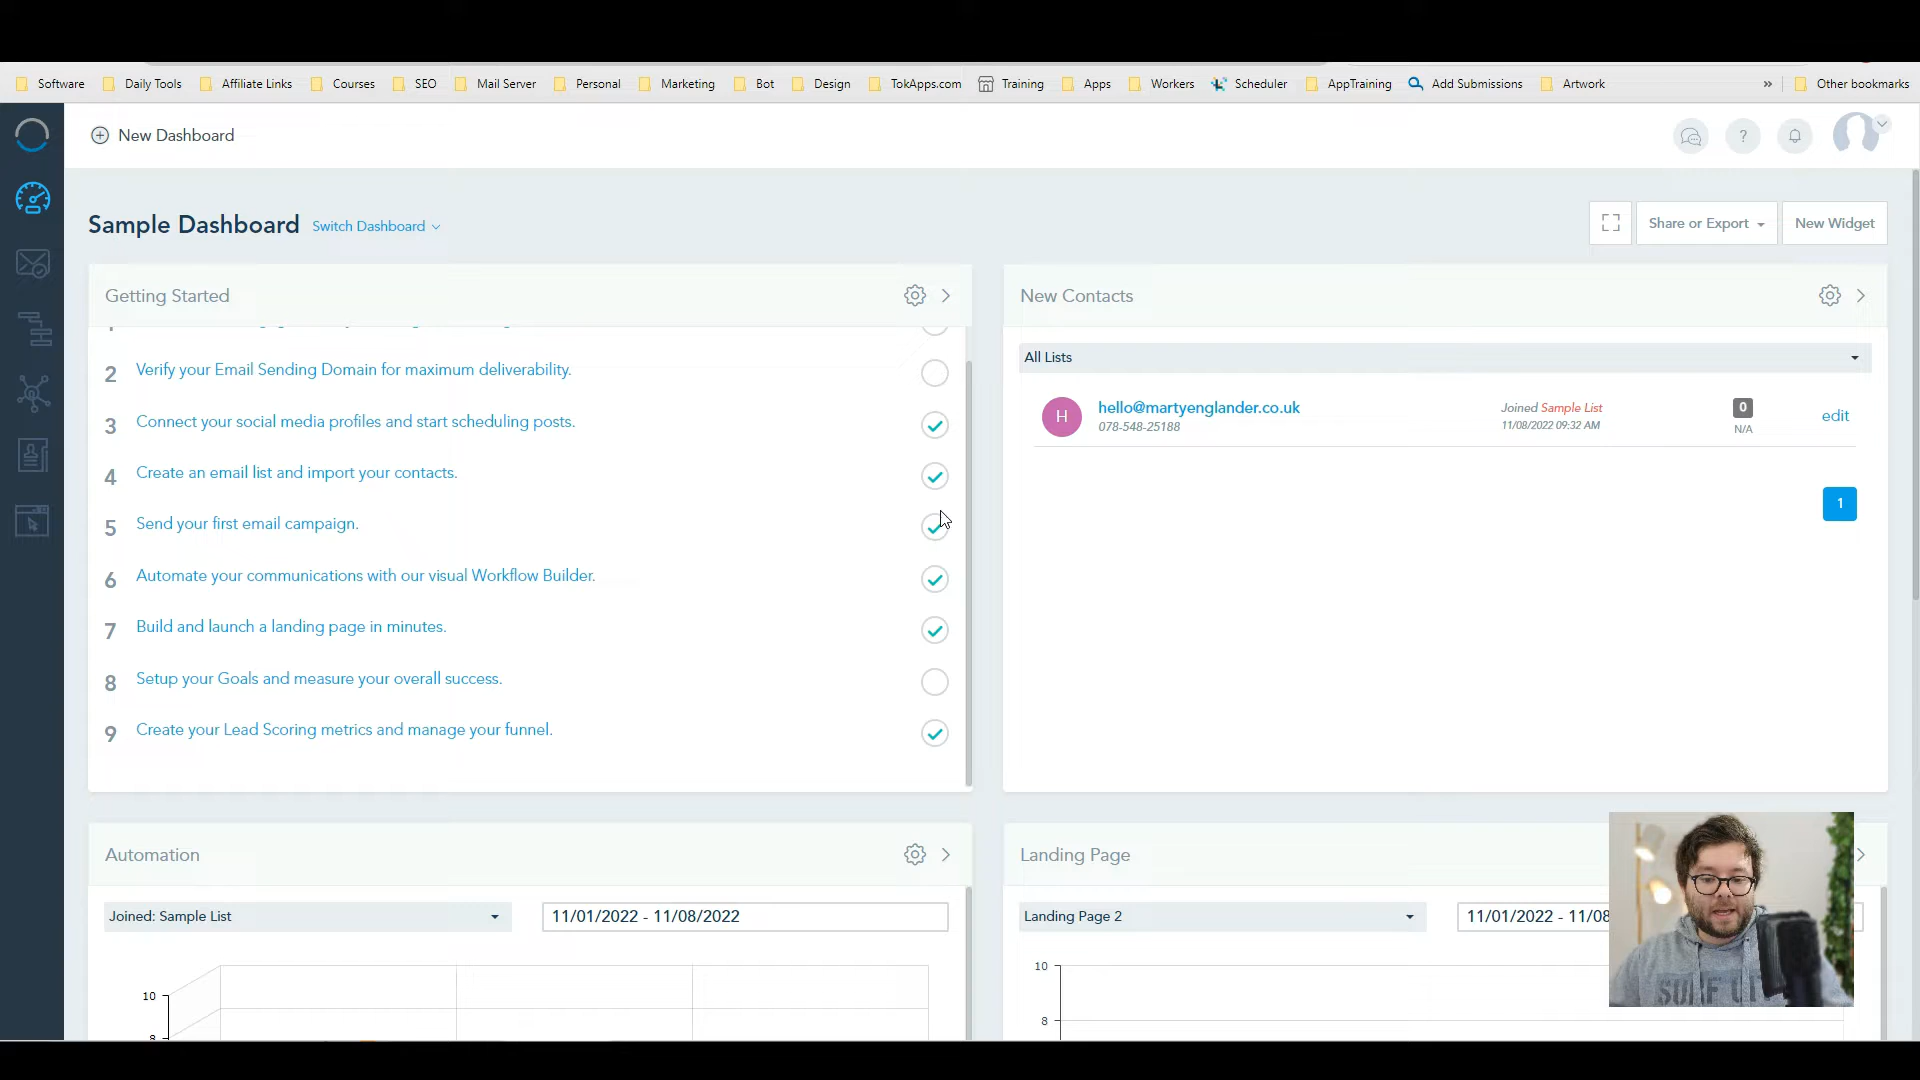 Software Daily Tools Affiliate Links Courses SEO Mail Server Personal Marketing Bot Design TokApps.com Training Apps Workers Scheduler AppTraining Add Submissions Artwork » Other bookmarks
New Dashboard
?
Sample Dashboard Switch Dashboard
Share or Export New Widget
Getting Started
2 Verify your Email Sending Domain for maximum deliverability.
3 Connect your social media profiles and start scheduling posts.
4 Create an email list and import your contacts.
5 Send your first email campaign.
6 Automate your communications with our visual Workflow Builder.
7 Build and launch a landing page in minutes.
8 Setup your Goals and measure your overall success.
9 Create your Lead Scoring metrics and manage your funnel.
New Contacts
All Lists
H hello@martyenglander.co.uk Joined Sample List 0 edit
078-548-25188 11/08/2022 09:32 AM N/A
1
Automation
Joined: Sample List 11/01/2022 - 11/08/2022
10
8
Landing Page
Landing Page 2 11/01/2022 - 11/08
10
8